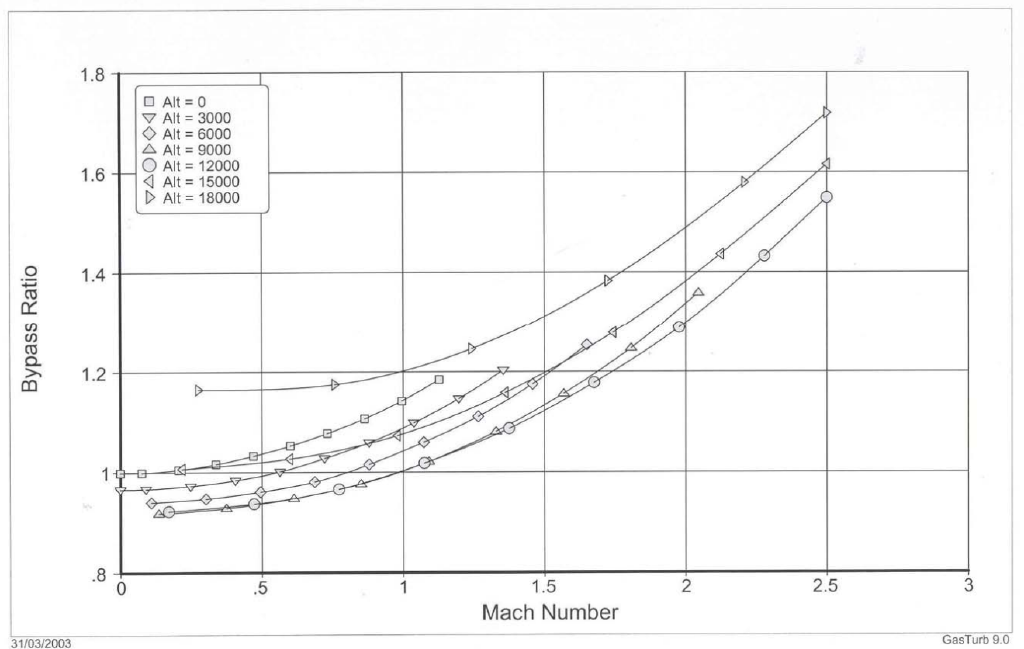 1.8
1.6
1.4
1.2
1
.8
Bypass Ratio
Alt = 0
Alt = 3000
Alt = 6000
Alt = 9000
Alt = 12000
Alt = 15000
Alt = 18000
0 .5 1 1.5 2 2.5 3
Mach Number
31/03/2003
GasTurb 9.0